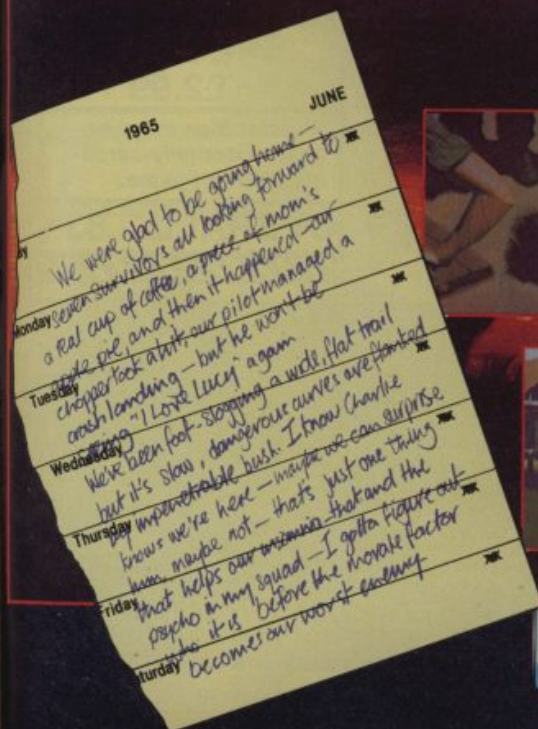 1965 JUNE
We were glad to be going home —
seven survivors all looking forward to
a real cup of coffee, a piece of mom's
apple pie, and then it happened — our
chopper took a hit, our pilot managed a
crash landing — but he won't be
"I Love Lucy" again
We've been foot-slogging a wide, flat trail
but it's slow, dangerous curves are flanked
by impenetrable bush. I know Charlie
knows we're here — maybe we can surprise
him, maybe not — that's just one thing
that helps our insomnia that and the
psycho in my squad — I gotta figure out
who it is before the morale factor
becomes our worst enemy
ay
Monday
Tuesday
Wednesday
Thursday
Friday
turday